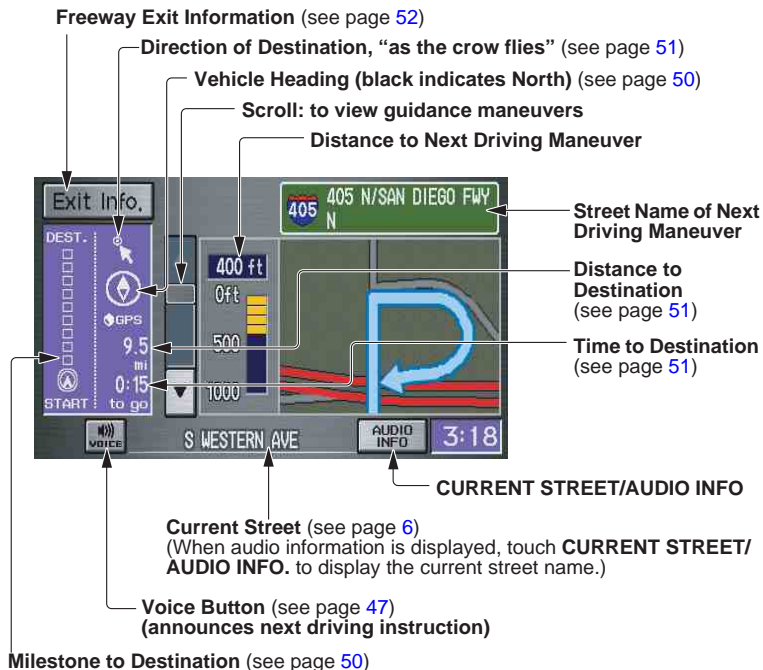 Freeway Exit Information (see page 52)
Direction of Destination, “as the crow flies” (see page 51)
Vehicle Heading (black indicates North) (see page 50)
Scroll: to view guidance maneuvers
Distance to Next Driving Maneuver
Exit Info.
405
405 N/SAN DIEGO FWY
N
Street Name of Next
Driving Maneuver
DEST.
400 ft
0ft
GPS
500
9.5
mi
0:15
1000
START
to go
Distance to
Destination
(see page 51)
Time to Destination
(see page 51)
VOICE
S WESTERN AVE
AUDIO
INFO
3:18
CURRENT STREET/AUDIO INFO
Current Street (see page 6)
(When audio information is displayed, touch CURRENT STREET/
AUDIO INFO. to display the current street name.)
Voice Button (see page 47)
(announces next driving instruction)
Milestone to Destination (see page 50)